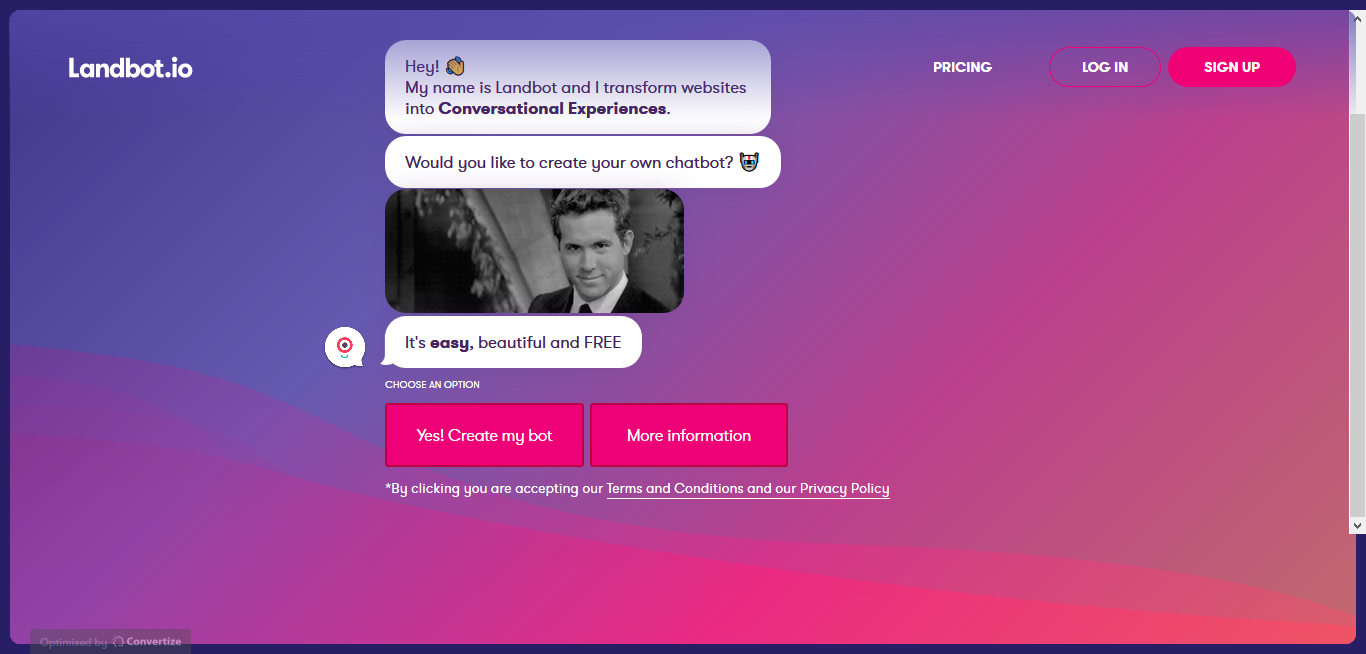 Landbot.io
PRICING
LOG IN
SIGN UP
Hey! 👋🏽
My name is Landbot and I transform websites
into Conversational Experiences.
Would you like to create your own chatbot? 🤖
It's easy, beautiful and FREE
CHOOSE AN OPTION
Yes! Create my bot
More information
*By clicking you are accepting our Terms and Conditions and our Privacy Policy
Optimised by Convertize